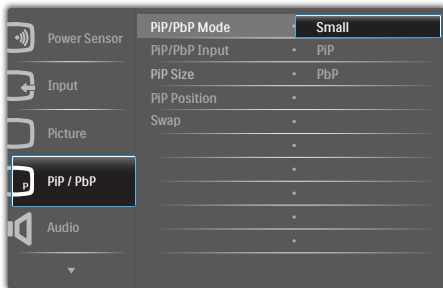 Power Sensor
Input
Picture
P
PiP / PbP
Audio
PiP/PbP Mode • Small
PiP/PbP Input • PiP
PiP Size • PbP
PiP Position •
Swap •
•
•
•
•
•